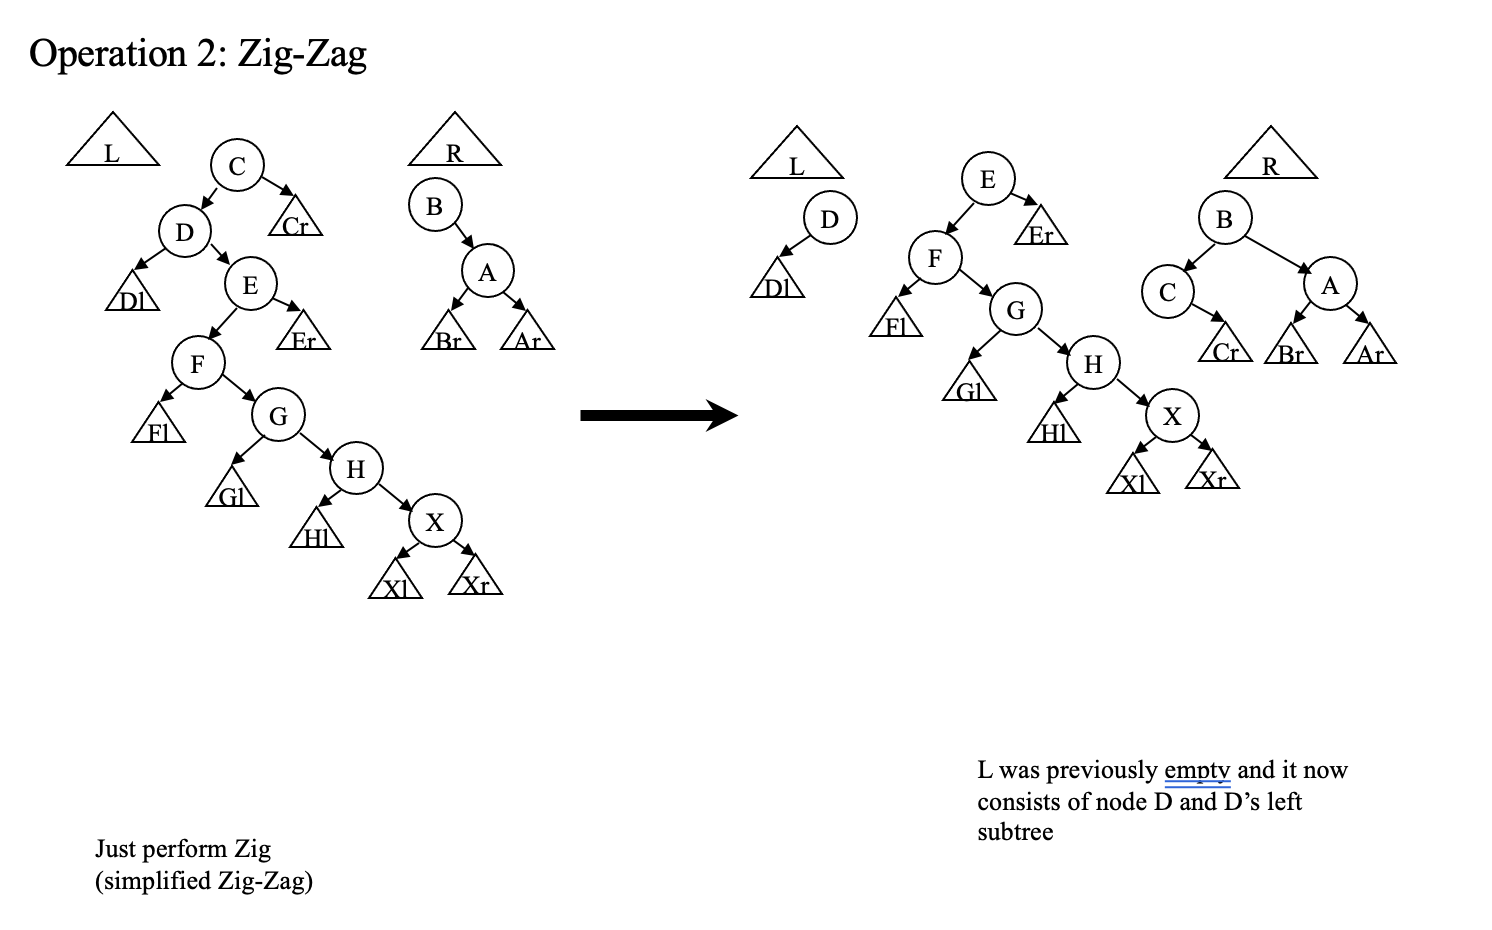 Operation 2: Zig-Zag
L
R
L
R
C
E
B
D
B
D
Cr
D
Er
F
A
E
Dl
C
A
Dl
G
Fl
Er
Br
Ar
Cr
Br
Ar
F
H
Gl
G
X
Fl
Hl
H
Xl
Xr
Gl
X
Hl
Xl
Xr
L was previously empty and it now
consists of node D and D’s left
subtree
Just perform Zig
(simplified Zig-Zag)